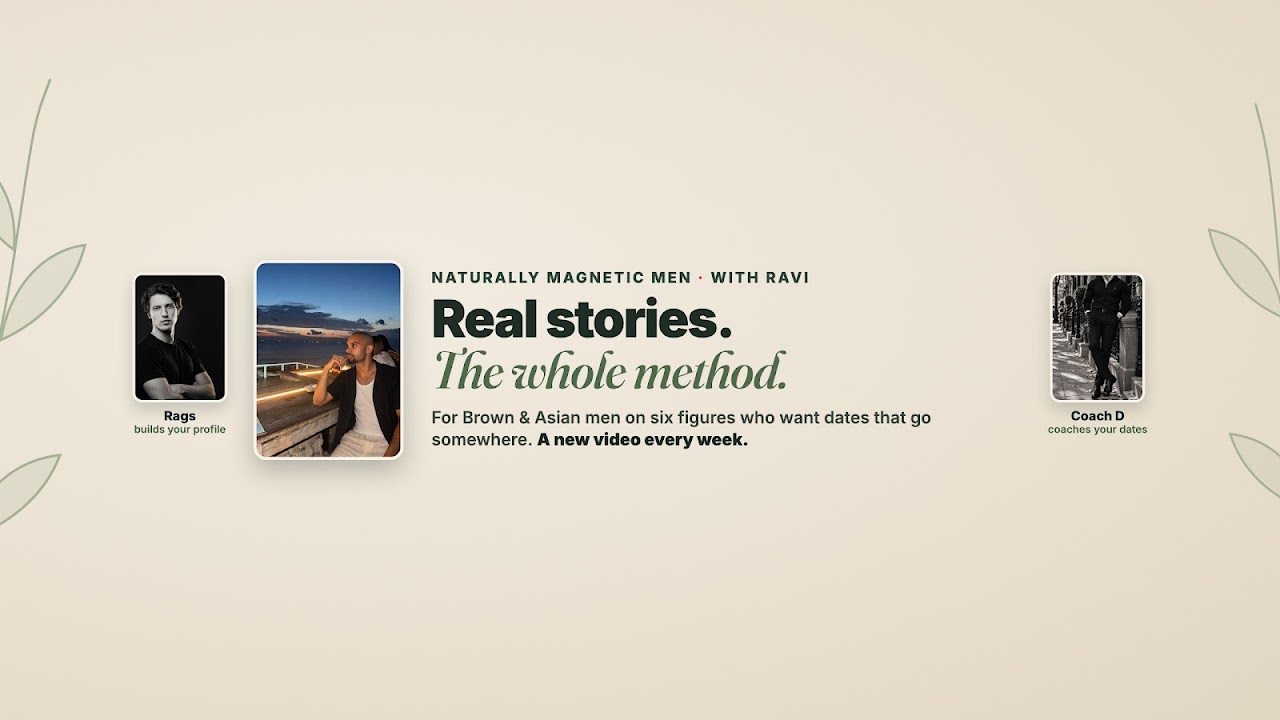 NATURALLY MAGNETIC MEN · WITH RAVI
Real stories.
The whole method.
For Brown & Asian men on six figures who want dates that go
somewhere. A new video every week.
Rags
builds your profile
Coach D
coaches your dates